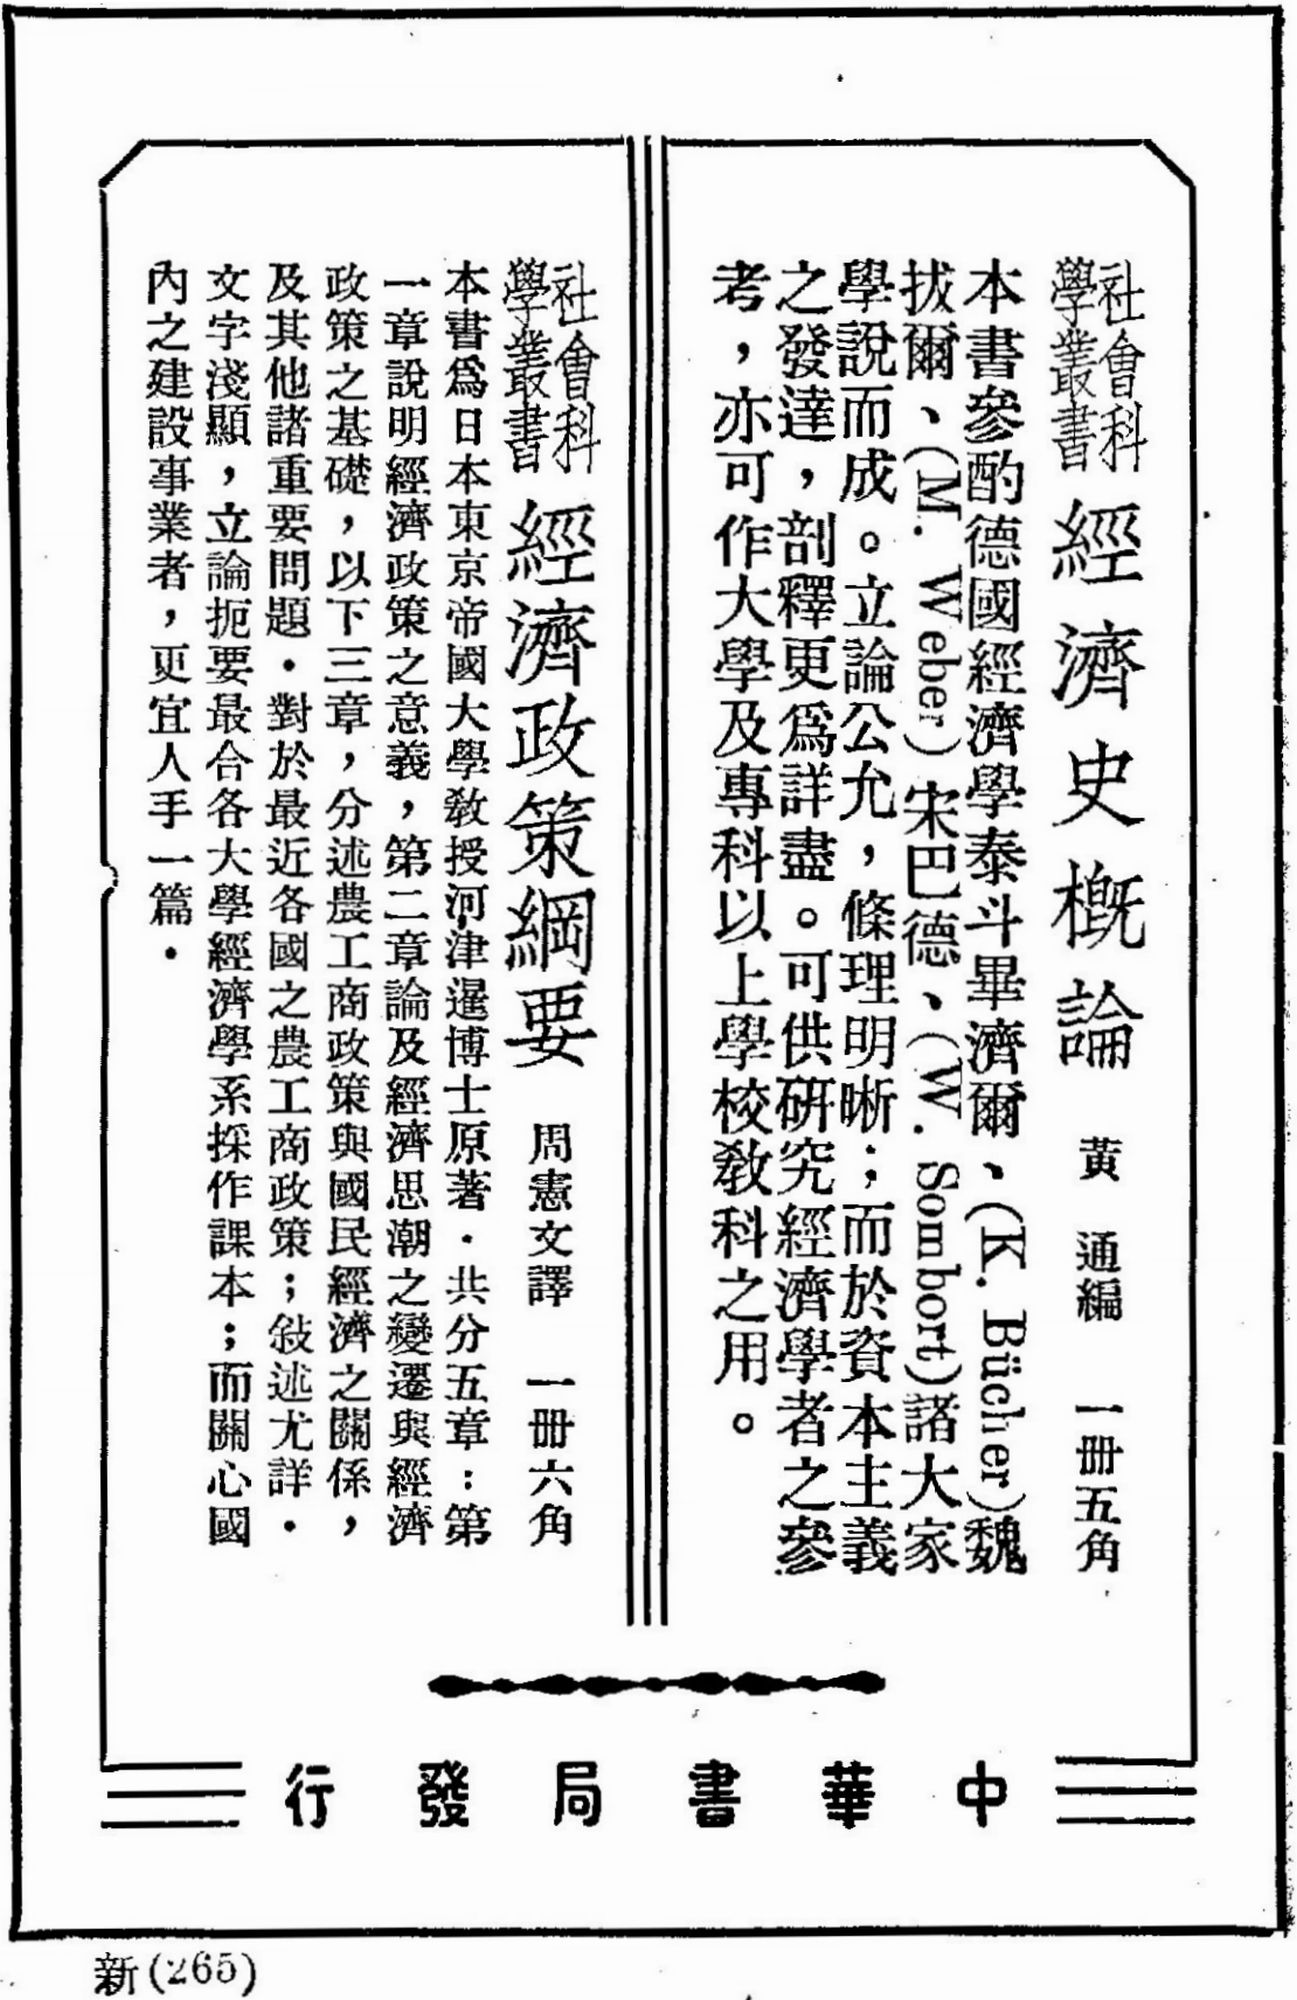 社會科學叢書 經濟史概論 黃 通編 一冊五角
本書參酌德國經濟學泰斗畢濟爾、(K. Bücher)魏
拔爾、(M. Weber)宋巴德、(W. Sombort)諸大家
學說而成。立論公允，條理明晰；而於資本主義
之發達，剖釋更爲詳盡。可供研究經濟學者之參
考，亦可作大學及專科以上學校教科之用。
社會科學叢書 經濟政策綱要 周憲文譯 一冊六角
本書爲日本東京帝國大學教授河津暹博士原著．共分五章：第
一章說明經濟政策之意義，第二章論及經濟思潮之變遷與經濟
政策之基礎，以下三章，分述農工商政策與國民經濟之關係，
及其他諸重要問題．對於最近各國之農工商政策；敍述尤詳．
文字淺顯，立論扼要最合各大學經濟學系採作課本；而關心國
內之建設事業者，更宜人手一篇．
中華書局發行
新(265)